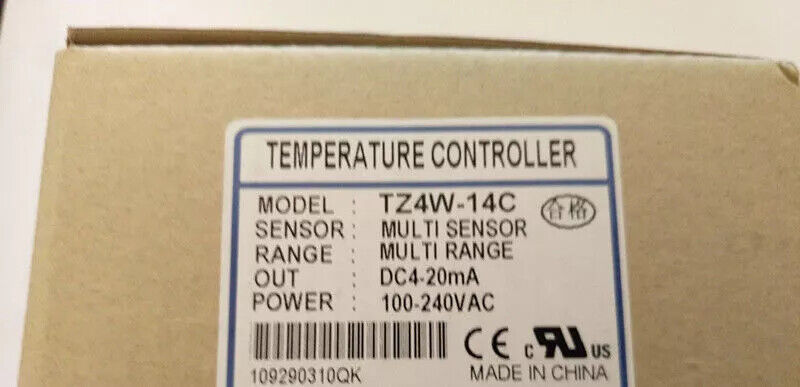 TEMPERATURE CONTROLLER
MODEL : TZ4W-14C 合格
SENSOR : MULTI SENSOR
RANGE : MULTI RANGE
OUT : DC4-20mA
POWER : 100-240VAC
CE c RU US
109290310QK MADE IN CHINA